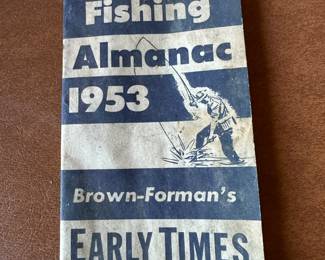 Fishing
Almanac
1953
Brown-Forman's
EARLY TIMES